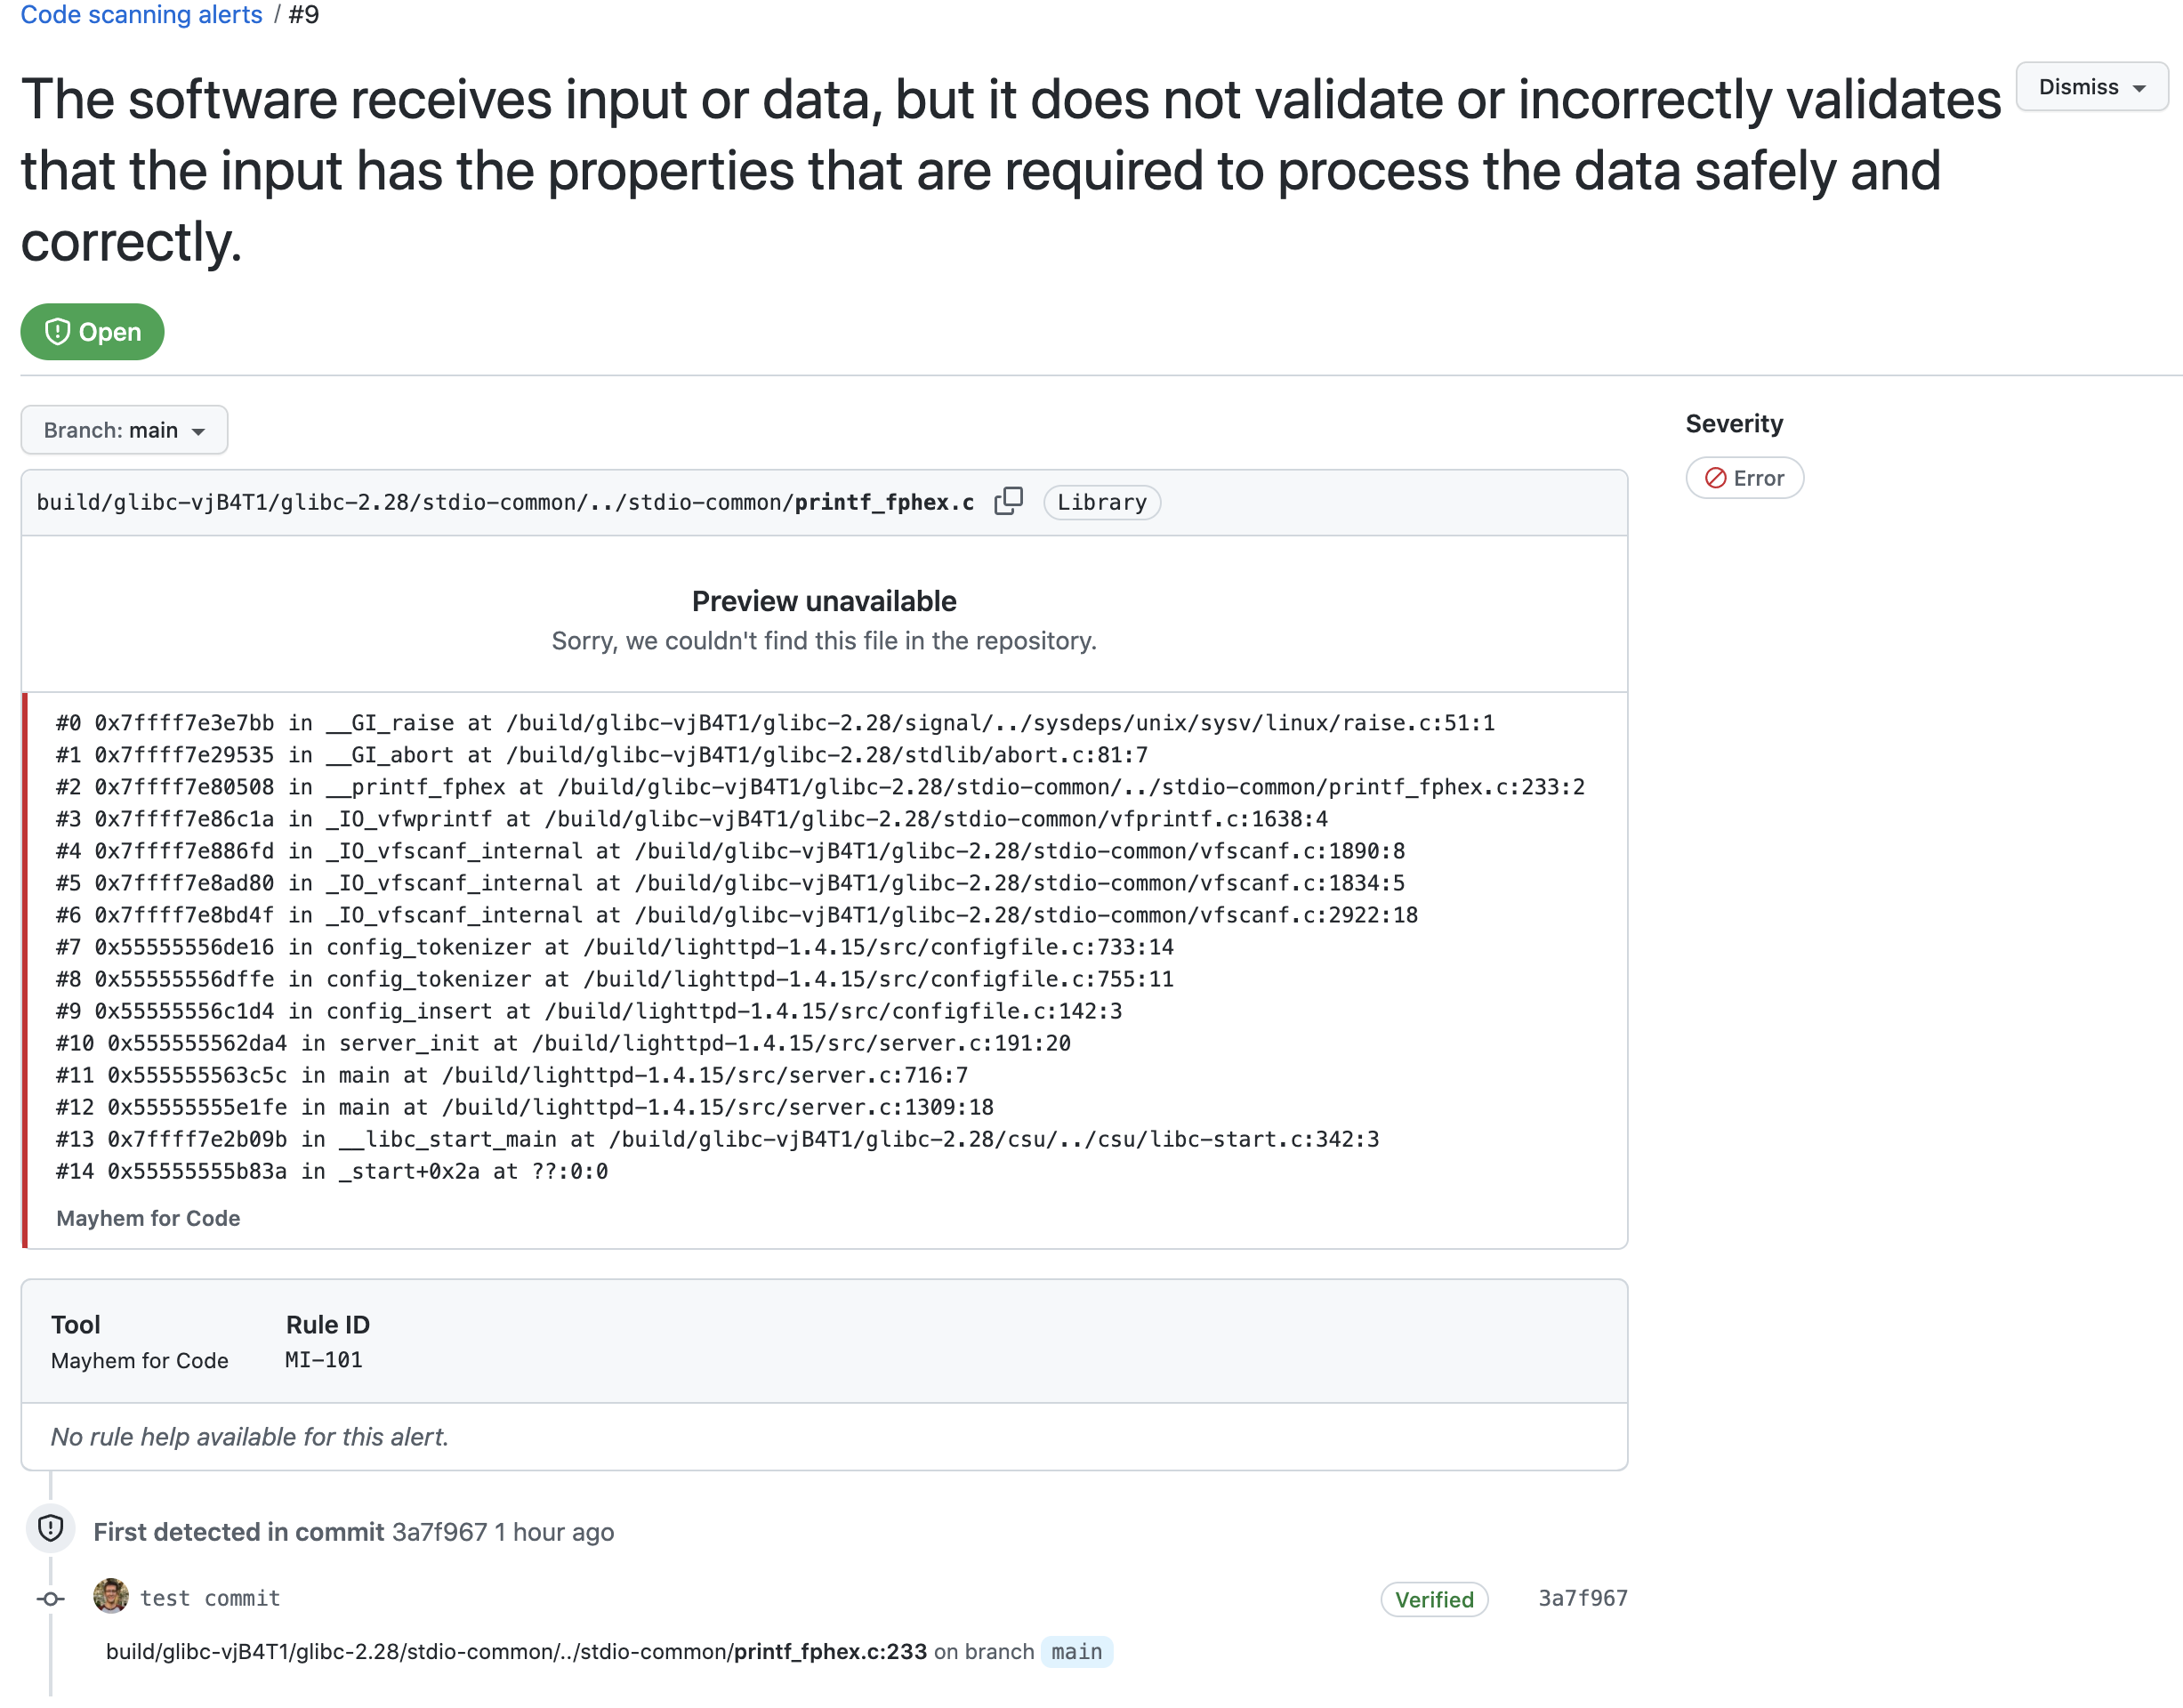 Code scanning alerts / #9
The software receives input or data, but it does not validate or incorrectly validates
that the input has the properties that are required to process the data safely and
correctly.
Dismiss
Open
Branch: main
Severity
Error
build/glibc-vjB4T1/glibc-2.28/stdio-common/../stdio-common/printf_fphex.c Library
Preview unavailable
Sorry, we couldn't find this file in the repository.
#0 0x7ffff7e3e7bb in __GI_raise at /build/glibc-vjB4T1/glibc-2.28/signal/../sysdeps/unix/sysv/linux/raise.c:51:1
#1 0x7ffff7e29535 in __GI_abort at /build/glibc-vjB4T1/glibc-2.28/stdlib/abort.c:81:7
#2 0x7ffff7e80508 in __printf_fphex at /build/glibc-vjB4T1/glibc-2.28/stdio-common/../stdio-common/printf_fphex.c:233:2
#3 0x7ffff7e86c1a in _IO_vfwprintf at /build/glibc-vjB4T1/glibc-2.28/stdio-common/vfprintf.c:1638:4
#4 0x7ffff7e886fd in _IO_vfscanf_internal at /build/glibc-vjB4T1/glibc-2.28/stdio-common/vfscanf.c:1890:8
#5 0x7ffff7e8ad80 in _IO_vfscanf_internal at /build/glibc-vjB4T1/glibc-2.28/stdio-common/vfscanf.c:1834:5
#6 0x7ffff7e8bd4f in _IO_vfscanf_internal at /build/glibc-vjB4T1/glibc-2.28/stdio-common/vfscanf.c:2922:18
#7 0x55555556de16 in config_tokenizer at /build/lighttpd-1.4.15/src/configfile.c:733:14
#8 0x55555556dffe in config_tokenizer at /build/lighttpd-1.4.15/src/configfile.c:755:11
#9 0x55555556c1d4 in config_insert at /build/lighttpd-1.4.15/src/configfile.c:142:3
#10 0x555555562da4 in server_init at /build/lighttpd-1.4.15/src/server.c:191:20
#11 0x555555563c5c in main at /build/lighttpd-1.4.15/src/server.c:716:7
#12 0x55555555e1fe in main at /build/lighttpd-1.4.15/src/server.c:1309:18
#13 0x7ffff7e2b09b in __libc_start_main at /build/glibc-vjB4T1/glibc-2.28/csu/../csu/libc-start.c:342:3
#14 0x55555555b83a in _start+0x2a at ??:0:0
Mayhem for Code
Tool Rule ID
Mayhem for Code MI-101
No rule help available for this alert.
First detected in commit 3a7f967 1 hour ago
test commit Verified 3a7f967
build/glibc-vjB4T1/glibc-2.28/stdio-common/../stdio-common/printf_fphex.c:233 on branch main